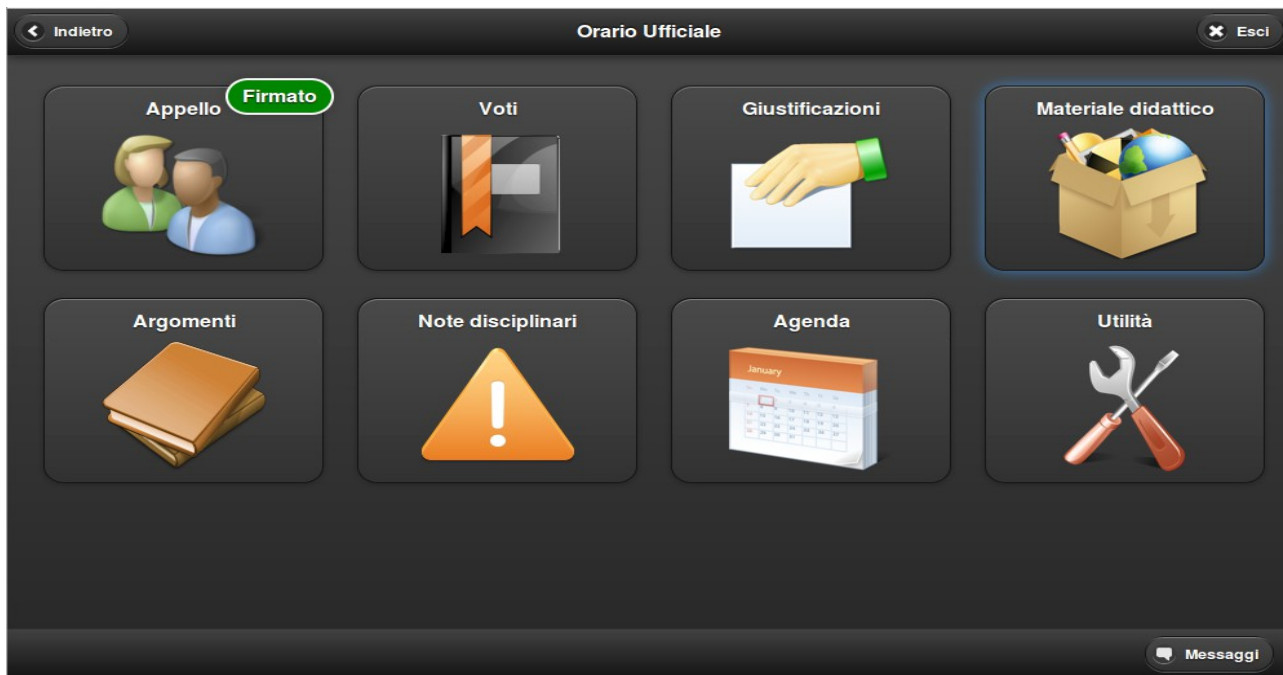 Indietro
Orario Ufficiale
Esci
Appello
Firmato
Voti
Giustificazioni
Materiale didattico
Argomenti
Note disciplinari
Agenda
January
Utilità
Messaggi